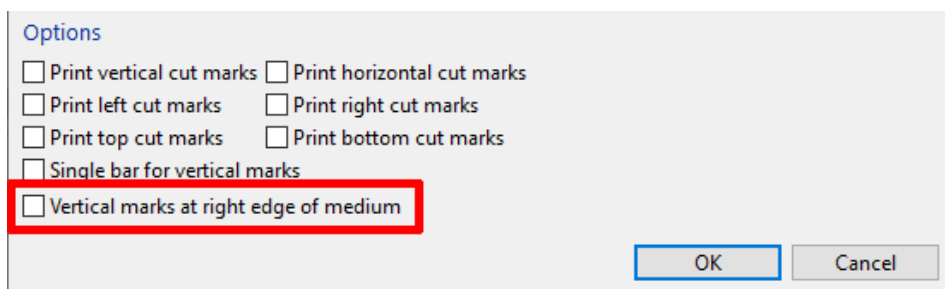 Options
Print vertical cut marks Print horizontal cut marks
Print left cut marks Print right cut marks
Print top cut marks Print bottom cut marks
Single bar for vertical marks
Vertical marks at right edge of medium
OK Cancel